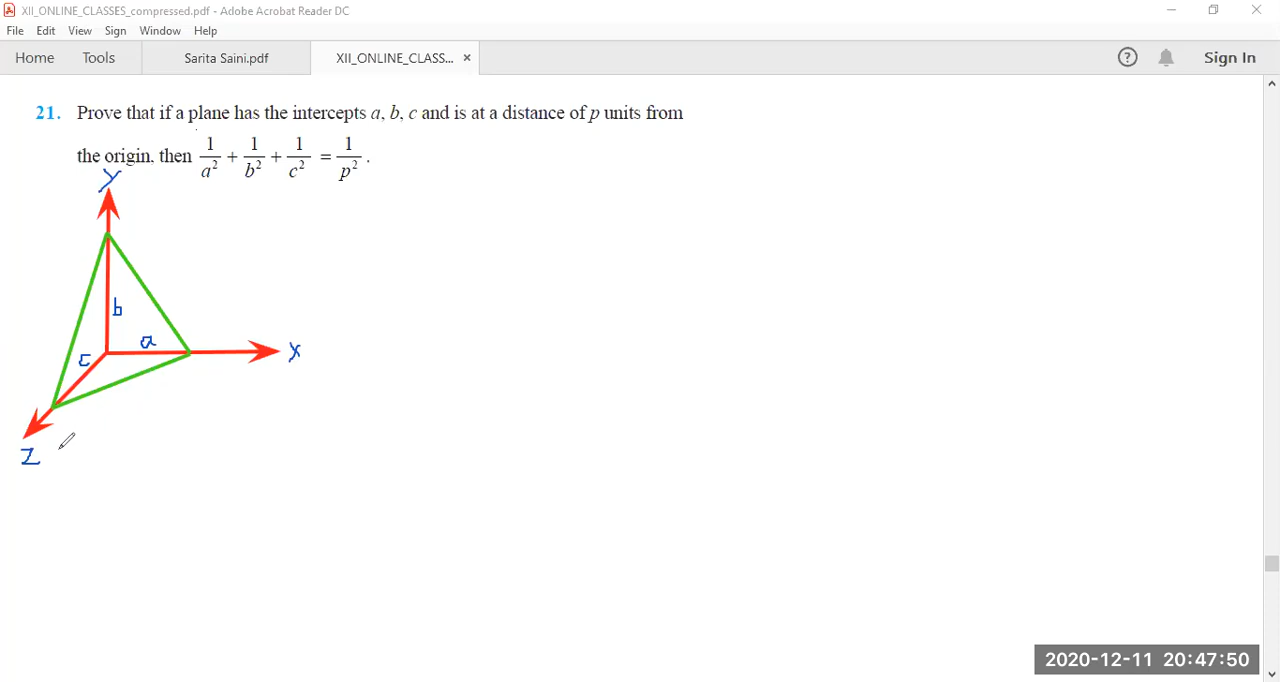 XII_ONLINE_CLASSES_compressed.pdf - Adobe Acrobat Reader DC
File Edit View Sign Window Help
Home Tools Sarita Saini.pdf XII_ONLINE_CLASS... × Sign In
21. Prove that if a plane has the intercepts a, b, c and is at a distance of p units from
the origin, then 1/a² + 1/b² + 1/c² = 1/p².
Y
b
a
c
X
Z
2020-12-11 20:47:50